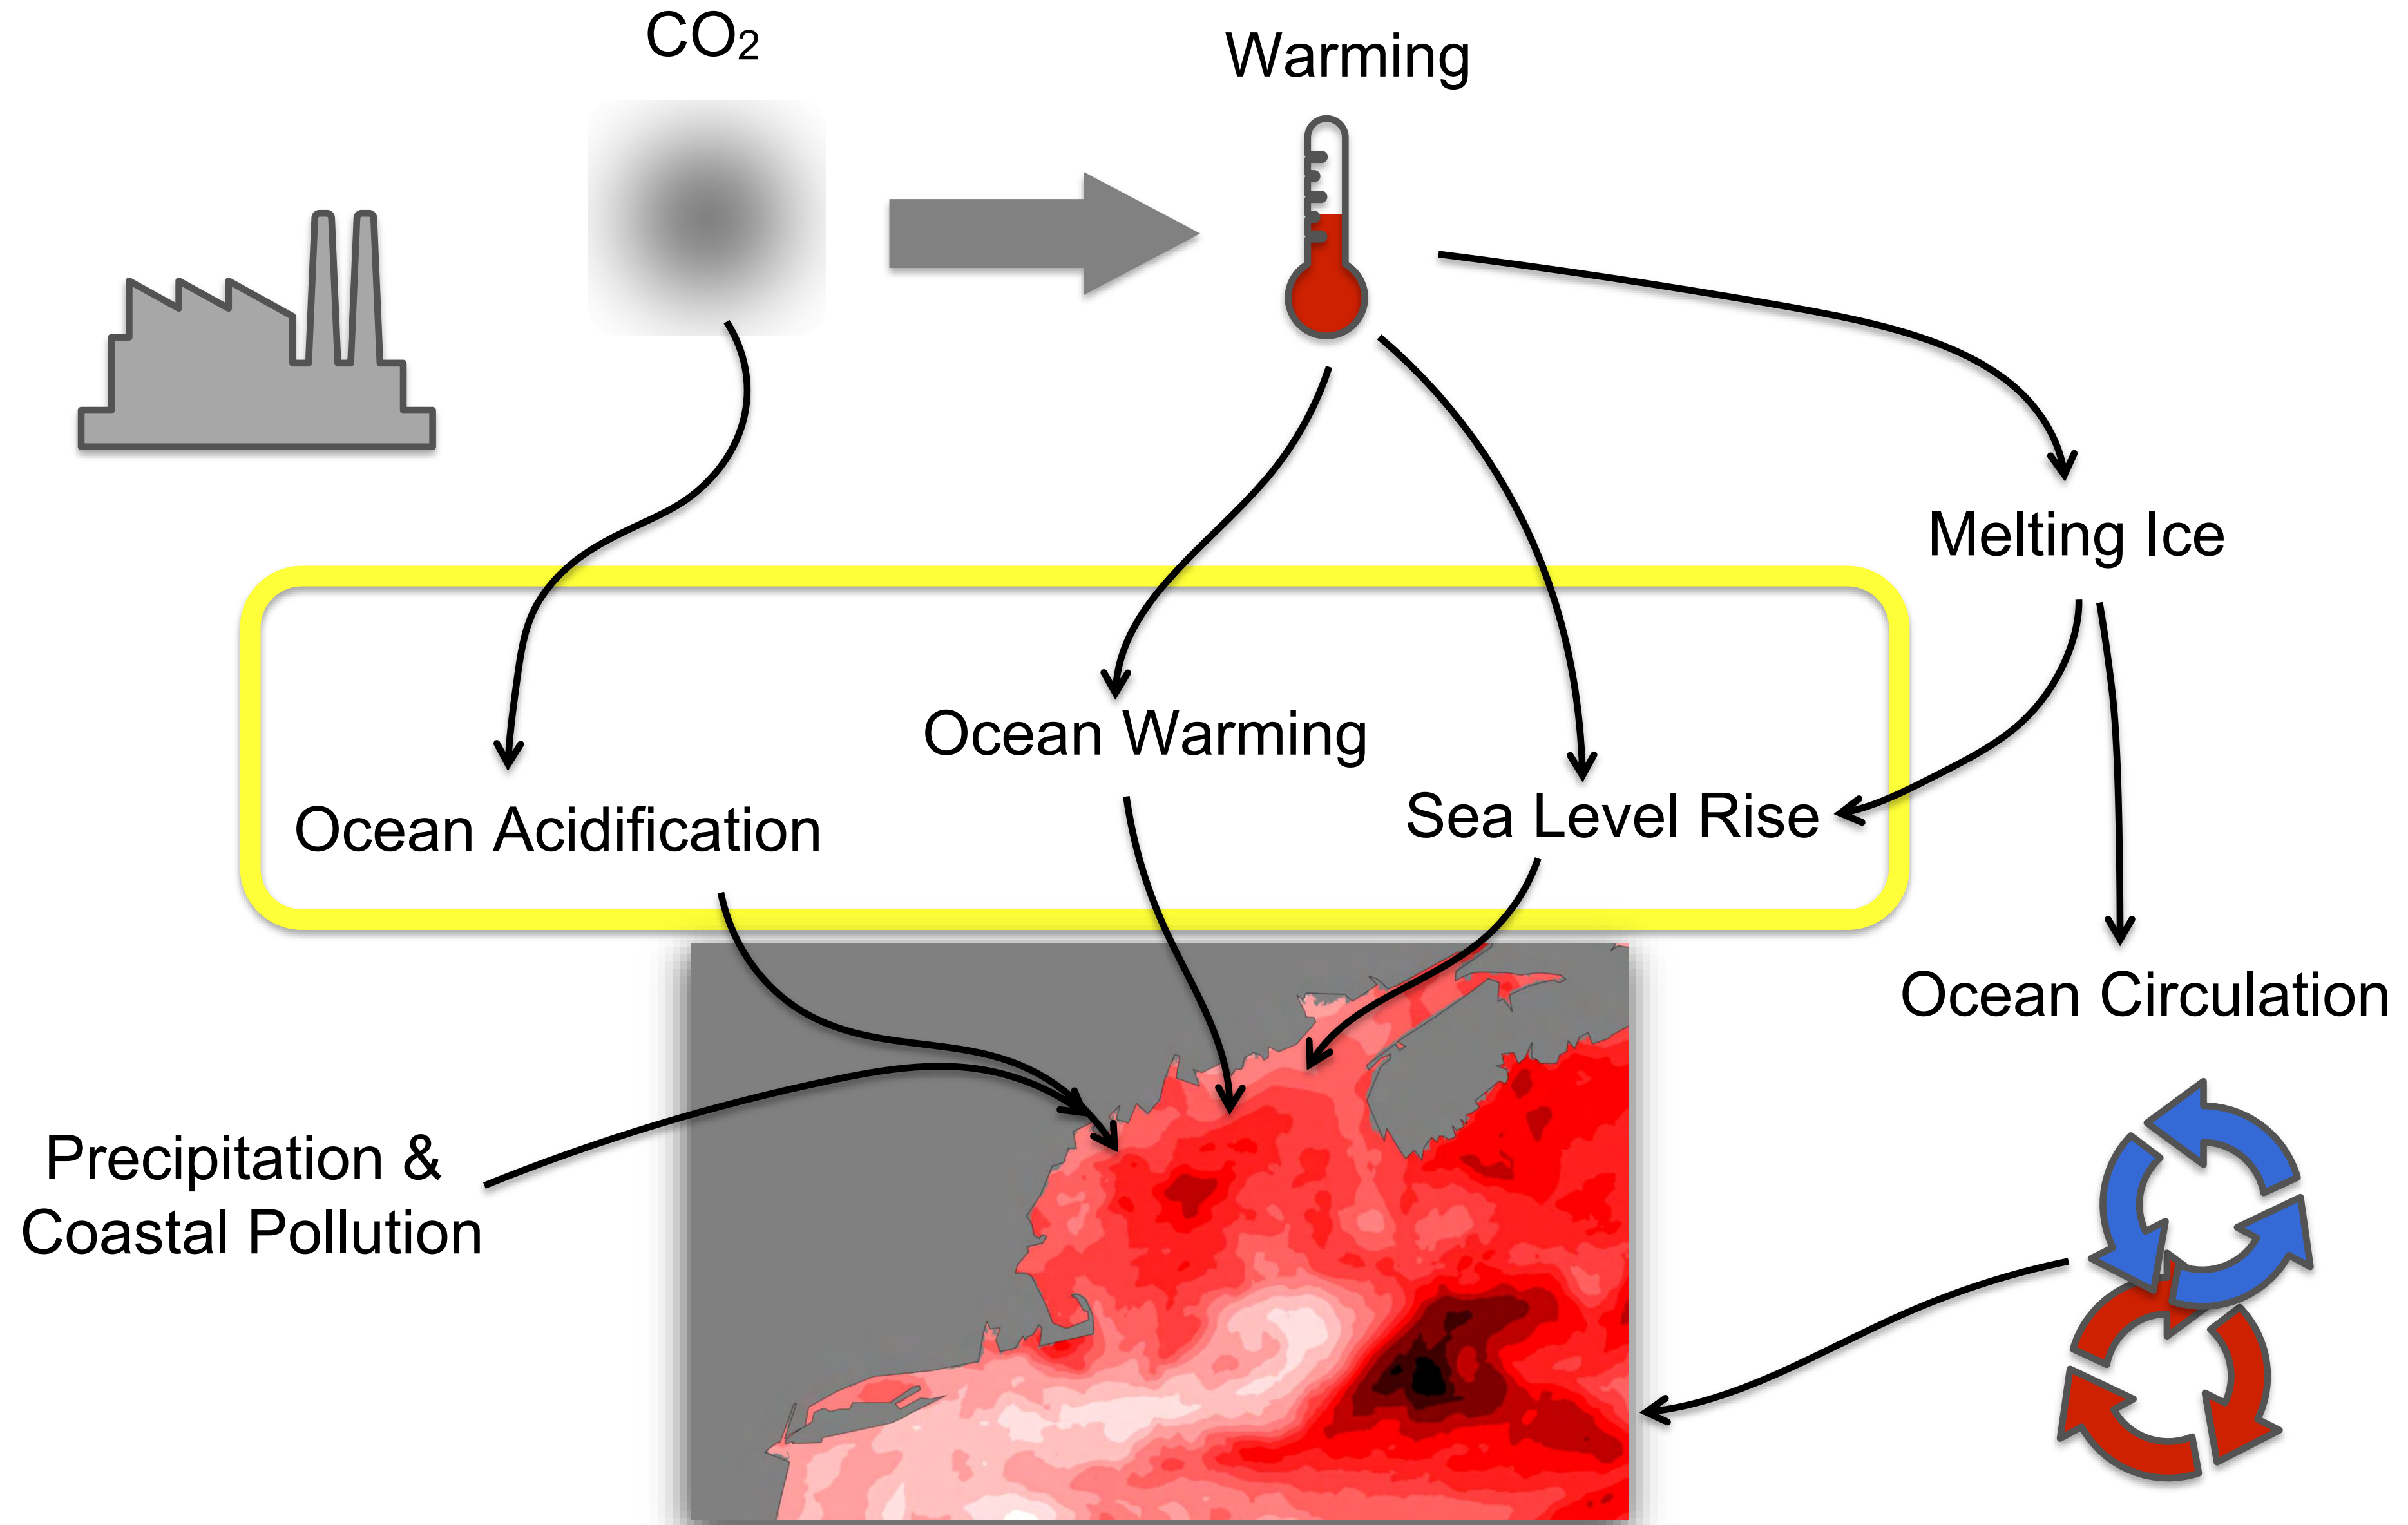 CO₂
Warming
Melting Ice
Ocean Warming
Sea Level Rise
Ocean Acidification
Ocean Circulation
Precipitation &
Coastal Pollution